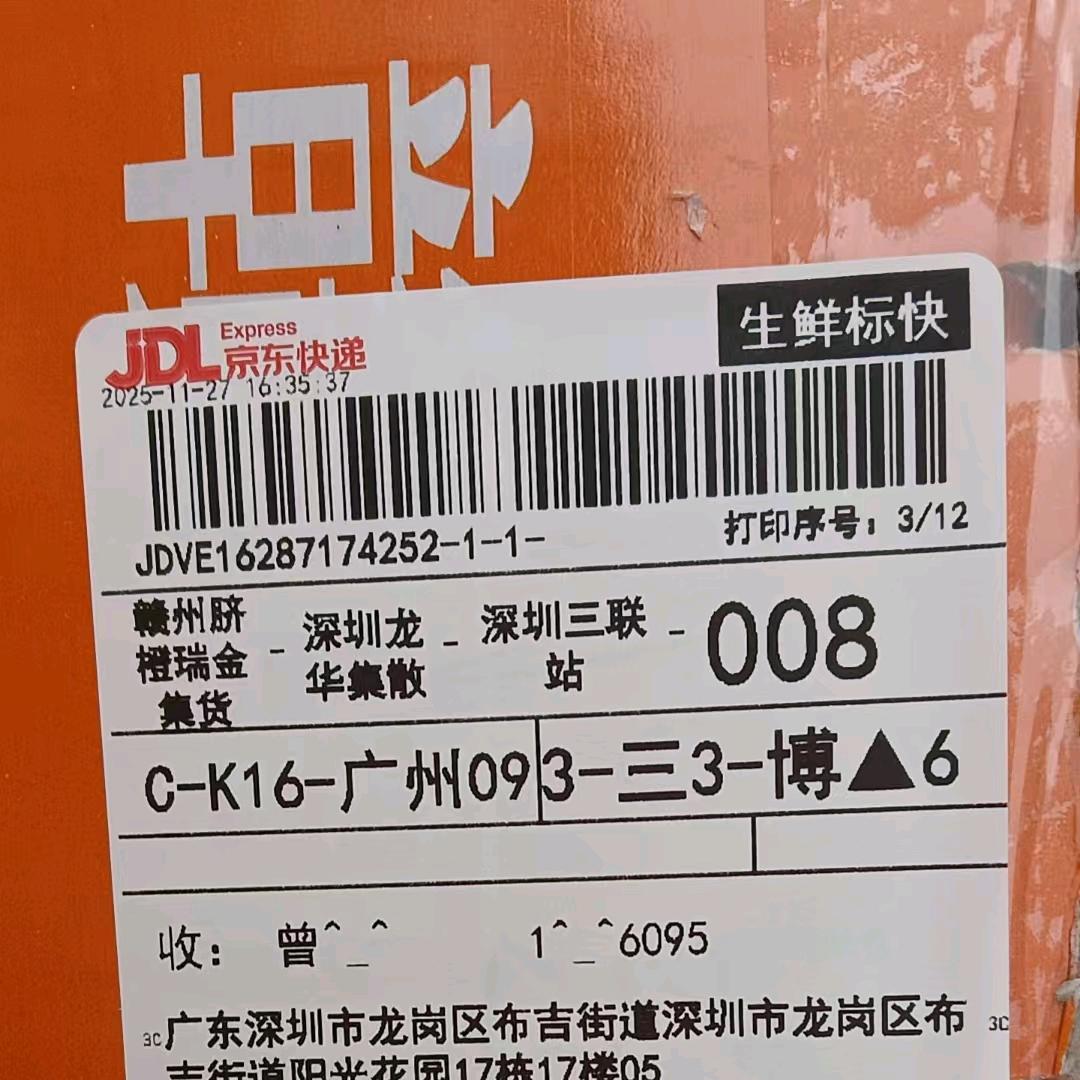 JDL Express
京东快递
生鲜标快
2025-11-27 16:35:37
JDVE16287174252-1-1-
打印序号: 3/12
赣州脐
橙瑞金
集货
-
深圳龙
华集散
-
深圳三联
站
-
008
C-K16-广州09
3-三3-博▲6
收: 曾^_^ 1^_^6095
3C 广东深圳市龙岗区布吉街道深圳市龙岗区布 3C
吉街道阳光花园17栋17楼05